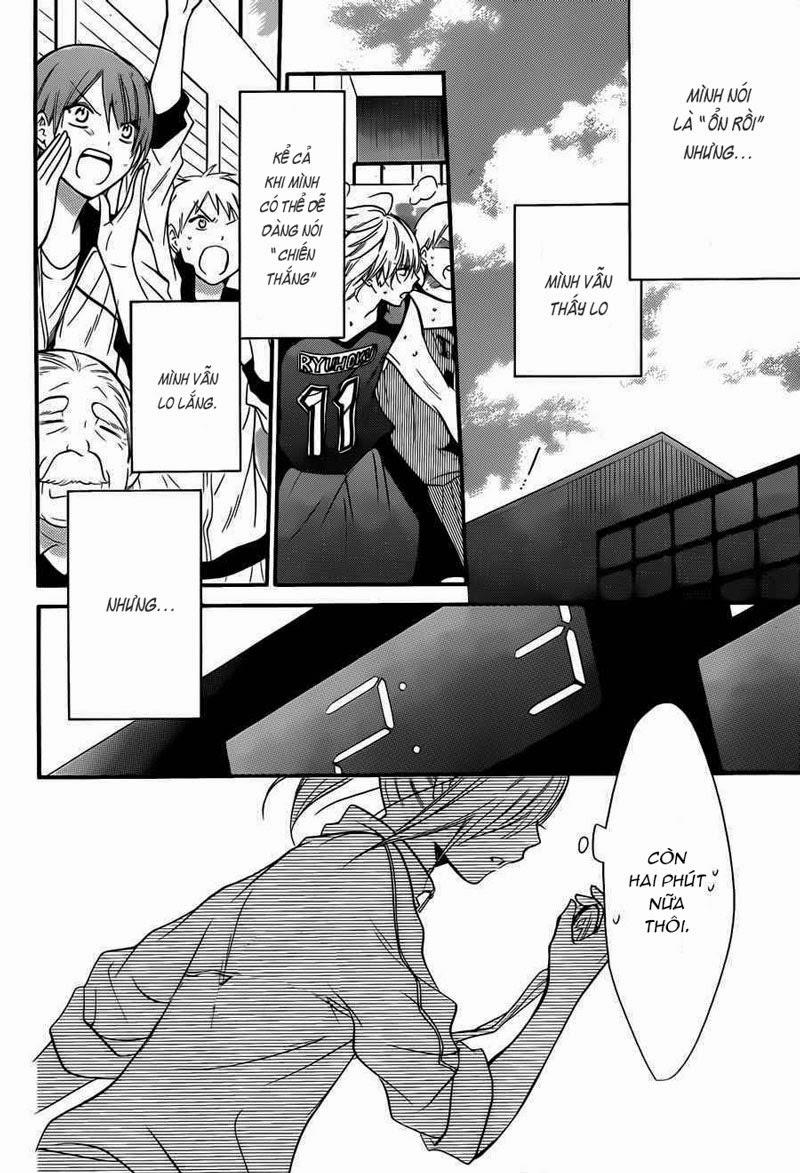 MÌNH NÓI
LÀ "ỔN RỒI"
NHƯNG...
MÌNH VẪN
THẤY LO
KỂ CẢ
KHI MÌNH
CÓ THỂ DỄ
DÀNG NÓI
"CHIẾN
THẮNG"
RYUHOKU
11
MÌNH VẪN
LO LẮNG.
NHƯNG...
CÒN
HAI PHÚT
NỮA
THÔI.